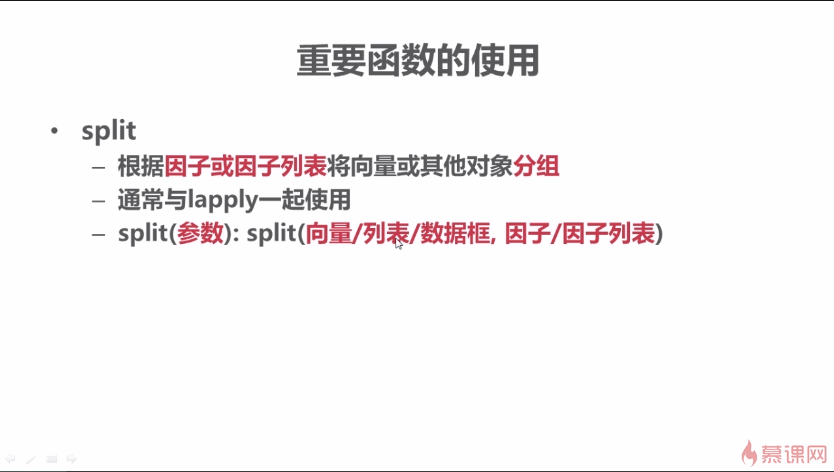 重要函数的使用
• split
– 根据因子或因子列表将向量或其他对象分组
– 通常与lapply一起使用
– split(参数): split(向量/列表/数据框, 因子/因子列表)
慕课网